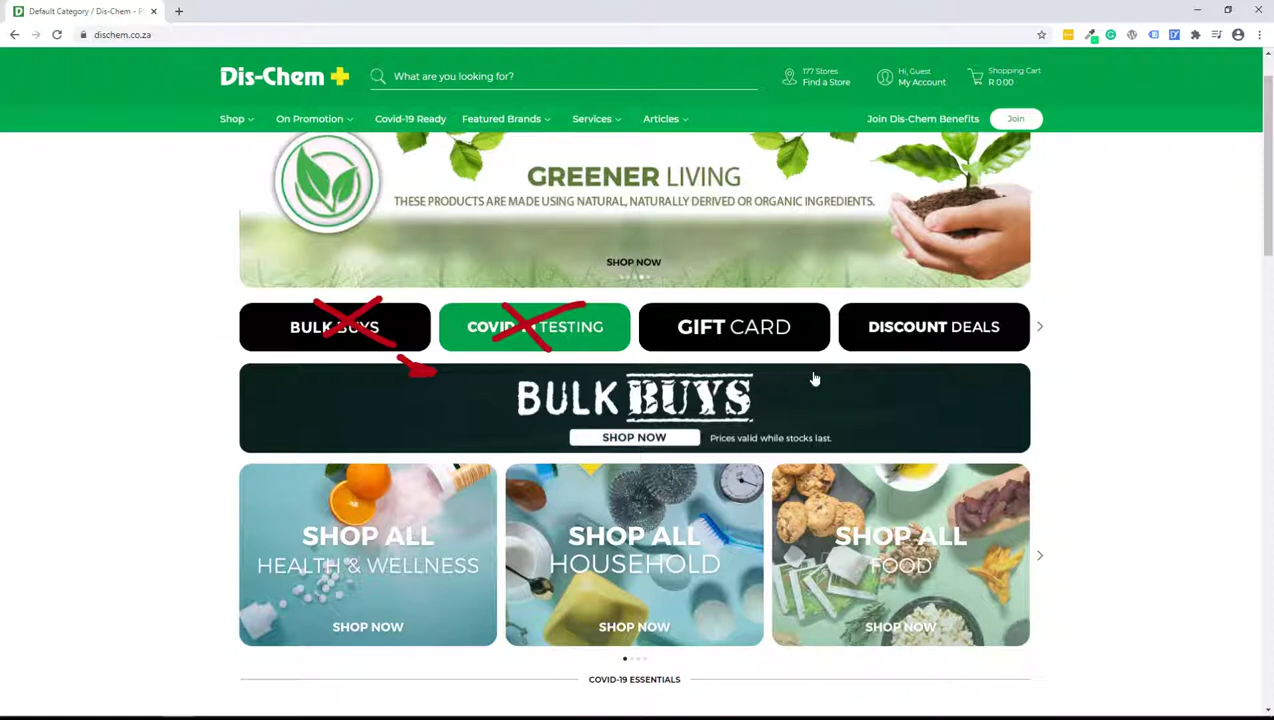 Default Category / Dis-Chem - P
dischem.co.za
Dis-Chem
What are you looking for?
177 Stores
Find a Store
Hi, Guest
My Account
Shopping Cart
R 0.00
Shop
On Promotion
Covid-19 Ready
Featured Brands
Services
Articles
Join Dis-Chem Benefits
Join
GREENER LIVING
THESE PRODUCTS ARE MADE USING NATURAL, NATURALLY DERIVED OR ORGANIC INGREDIENTS.
SHOP NOW
BULK BUYS
COVID-19 TESTING
GIFT CARD
DISCOUNT DEALS
BULK BUYS
SHOP NOW
Prices valid while stocks last.
SHOP ALL
HEALTH & WELLNESS
SHOP NOW
SHOP ALL
HOUSEHOLD
SHOP NOW
SHOP ALL
FOOD
SHOP NOW
COVID-19 ESSENTIALS